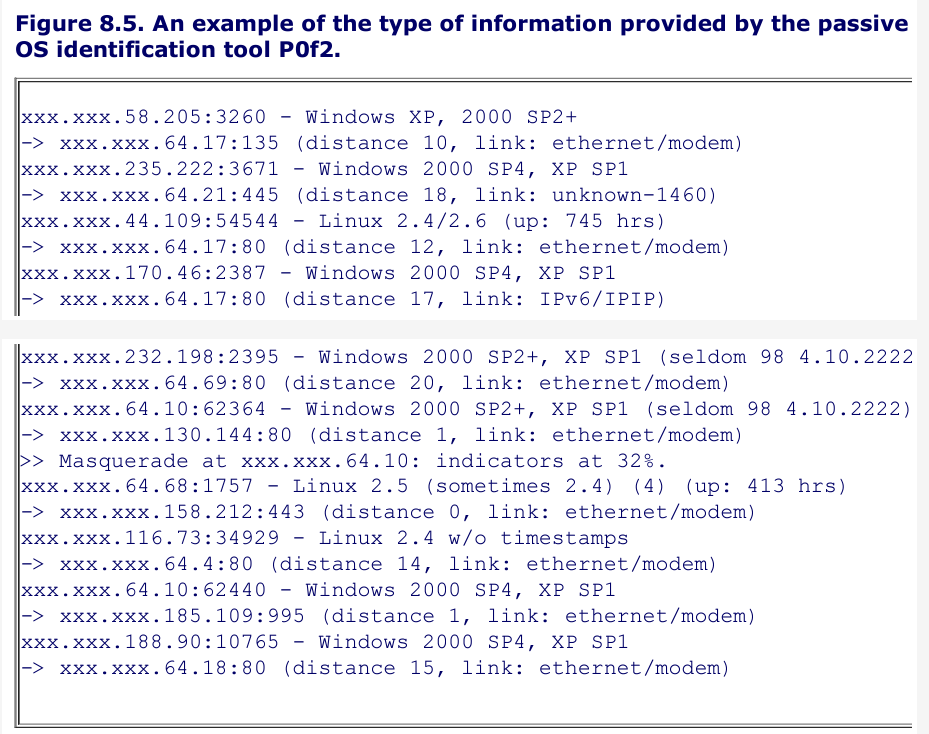 Figure 8.5. An example of the type of information provided by the passive
OS identification tool P0f2.
xxx.xxx.58.205:3260 - Windows XP, 2000 SP2+
-> xxx.xxx.64.17:135 (distance 10, link: ethernet/modem)
xxx.xxx.235.222:3671 - Windows 2000 SP4, XP SP1
-> xxx.xxx.64.21:445 (distance 18, link: unknown-1460)
xxx.xxx.44.109:54544 - Linux 2.4/2.6 (up: 745 hrs)
-> xxx.xxx.64.17:80 (distance 12, link: ethernet/modem)
xxx.xxx.170.46:2387 - Windows 2000 SP4, XP SP1
-> xxx.xxx.64.17:80 (distance 17, link: IPv6/IPIP)
xxx.xxx.232.198:2395 - Windows 2000 SP2+, XP SP1 (seldom 98 4.10.2222
-> xxx.xxx.64.69:80 (distance 20, link: ethernet/modem)
xxx.xxx.64.10:62364 - Windows 2000 SP2+, XP SP1 (seldom 98 4.10.2222)
-> xxx.xxx.130.144:80 (distance 1, link: ethernet/modem)
>> Masquerade at xxx.xxx.64.10: indicators at 32%.
xxx.xxx.64.68:1757 - Linux 2.5 (sometimes 2.4) (4) (up: 413 hrs)
-> xxx.xxx.158.212:443 (distance 0, link: ethernet/modem)
xxx.xxx.116.73:34929 - Linux 2.4 w/o timestamps
-> xxx.xxx.64.4:80 (distance 14, link: ethernet/modem)
xxx.xxx.64.10:62440 - Windows 2000 SP4, XP SP1
-> xxx.xxx.185.109:995 (distance 1, link: ethernet/modem)
xxx.xxx.188.90:10765 - Windows 2000 SP4, XP SP1
-> xxx.xxx.64.18:80 (distance 15, link: ethernet/modem)